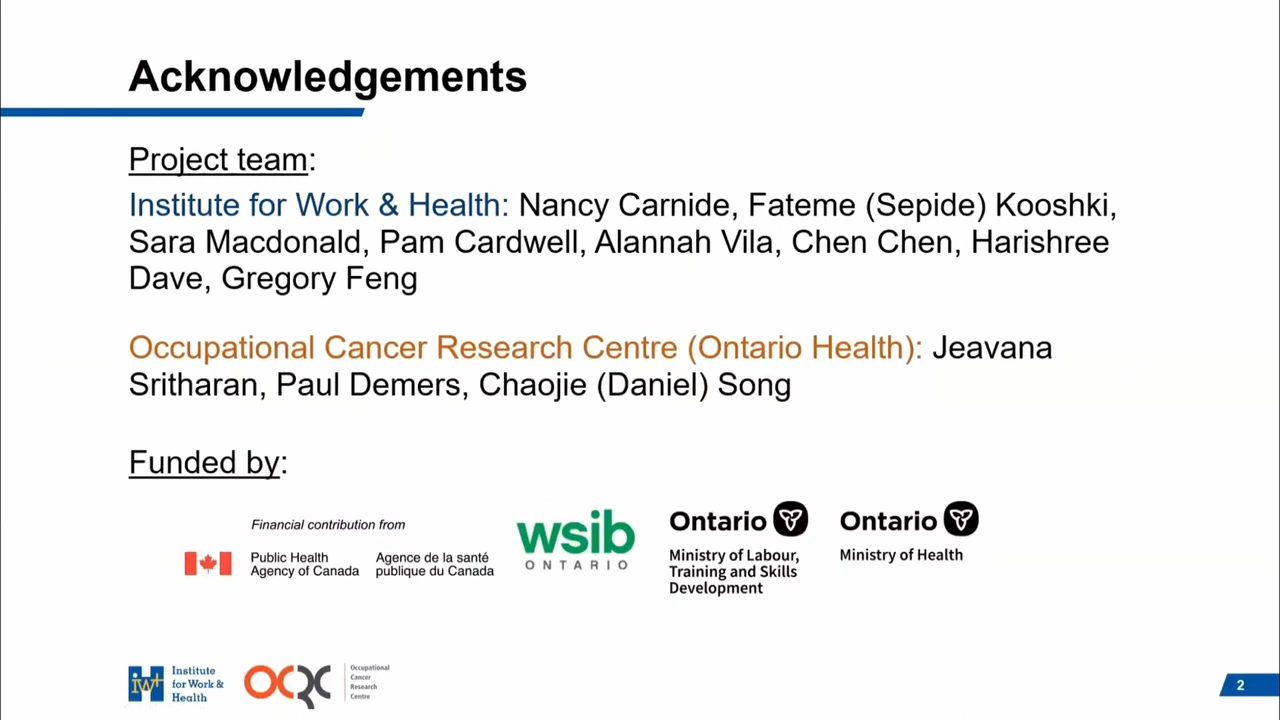 Acknowledgements
Project team:
Institute for Work & Health: Nancy Carnide, Fateme (Sepide) Kooshki,
Sara Macdonald, Pam Cardwell, Alannah Vila, Chen Chen, Harishree
Dave, Gregory Feng
Occupational Cancer Research Centre (Ontario Health): Jeavana
Sritharan, Paul Demers, Chaojie (Daniel) Song
Funded by:
Financial contribution from
Public Health
Agency of Canada
Agence de la santé
publique du Canada
wsib
ONTARIO
Ontario
Ministry of Labour,
Training and Skills
Development
Ontario
Ministry of Health
iw+
Institute
for Work &
Health
OCRC
Occupational
Cancer
Research
Centre
2